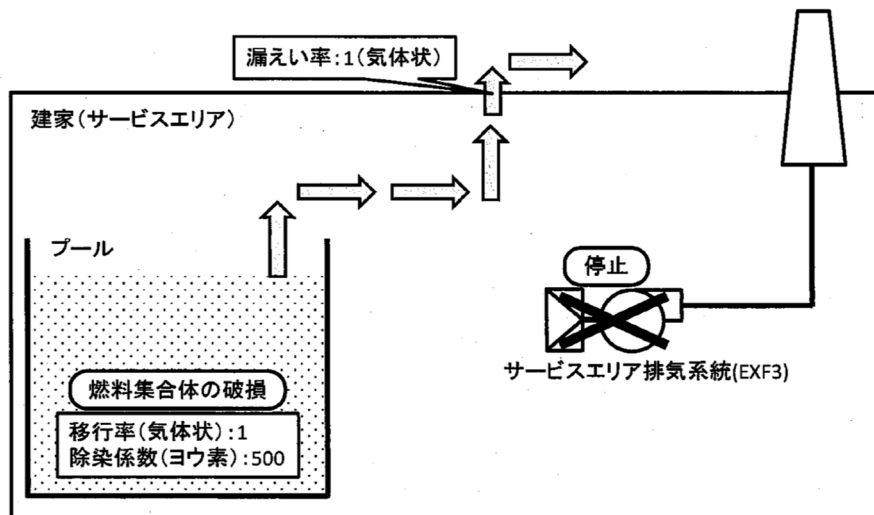 漏えい率:1(気体状)
建家(サービスエリア)
プール
停止
サービスエリア排気系統(EXF3)
燃料集合体の破損
移行率(気体状):1
除染係数(ヨウ素):500